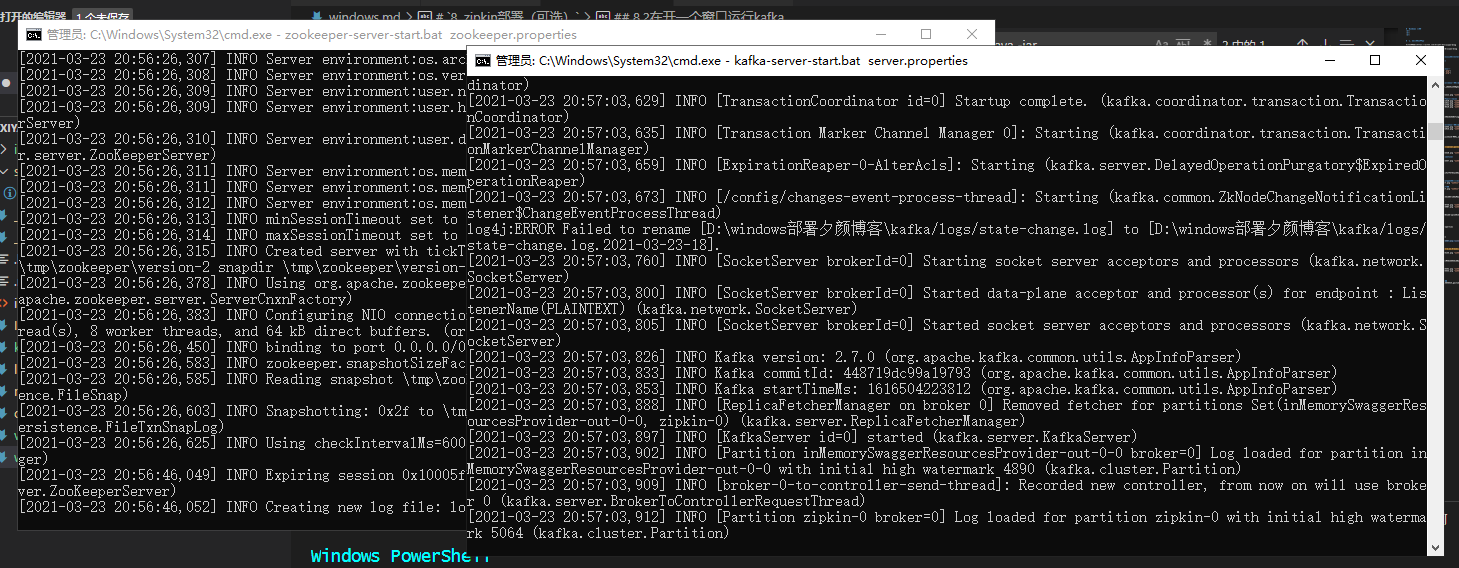 打开的编辑器 1 个未保存
windows.md > # `8 zipkin部署（可选）` > ## 8.2在开一个窗口运行kafka
管理员: C:\Windows\System32\cmd.exe - zookeeper-server-start.bat zookeeper.properties
[2021-03-23 20:56:26,307] INFO Server environment:os.arc
[2021-03-23 20:56:26,308] INFO Server environment:os.ver
[2021-03-23 20:56:26,309] INFO Server environment:user.n
[2021-03-23 20:56:26,309] INFO Server environment:user.h
rServer)
[2021-03-23 20:56:26,310] INFO Server environment:user.d
r.server.ZooKeeperServer)
[2021-03-23 20:56:26,311] INFO Server environment:os.mem
[2021-03-23 20:56:26,311] INFO Server environment:os.mem
[2021-03-23 20:56:26,312] INFO Server environment:os.mem
[2021-03-23 20:56:26,313] INFO minSessionTimeout set to
[2021-03-23 20:56:26,314] INFO maxSessionTimeout set to
[2021-03-23 20:56:26,315] INFO Created server with tickT
\tmp\zookeeper\version-2 snapdir \tmp\zookeeper\version-
[2021-03-23 20:56:26,378] INFO Using org.apache.zookeepe
apache.zookeeper.server.ServerCnxnFactory)
[2021-03-23 20:56:26,383] INFO Configuring NIO connectio
read(s), 8 worker threads, and 64 kB direct buffers. (or
[2021-03-23 20:56:26,450] INFO binding to port 0.0.0.0/0
[2021-03-23 20:56:26,583] INFO zookeeper.snapshotSizeFac
[2021-03-23 20:56:26,585] INFO Reading snapshot \tmp\zoo
ence.FileSnap)
[2021-03-23 20:56:26,603] INFO Snapshotting: 0x2f to \tm
ersistence.FileTxnSnapLog)
[2021-03-23 20:56:26,625] INFO Using checkIntervalMs=600
ger)
[2021-03-23 20:56:46,049] INFO Expiring session 0x10005f
ver.ZooKeeperServer)
[2021-03-23 20:56:46,052] INFO Creating new log file: lo
管理员: C:\Windows\System32\cmd.exe - kafka-server-start.bat server.properties
dinator)
[2021-03-23 20:57:03,629] INFO [TransactionCoordinator id=0] Startup complete. (kafka.coordinator.transaction.Transactio
nCoordinator)
[2021-03-23 20:57:03,635] INFO [Transaction Marker Channel Manager 0]: Starting (kafka.coordinator.transaction.Transacti
onMarkerChannelManager)
[2021-03-23 20:57:03,659] INFO [ExpirationReaper-0-AlterAcls]: Starting (kafka.server.DelayedOperationPurgatory$ExpiredO
perationReaper)
[2021-03-23 20:57:03,673] INFO [/config/changes-event-process-thread]: Starting (kafka.common.ZkNodeChangeNotificationLi
stener$ChangeEventProcessThread)
log4j:ERROR Failed to rename [D:\windows部署夕颜博客\kafka/logs/state-change.log] to [D:\windows部署夕颜博客\kafka/logs/
state-change.log.2021-03-23-18].
[2021-03-23 20:57:03,760] INFO [SocketServer brokerId=0] Starting socket server acceptors and processors (kafka.network.
SocketServer)
[2021-03-23 20:57:03,800] INFO [SocketServer brokerId=0] Started data-plane acceptor and processor(s) for endpoint : Lis
tenerName(PLAINTEXT) (kafka.network.SocketServer)
[2021-03-23 20:57:03,805] INFO [SocketServer brokerId=0] Started socket server acceptors and processors (kafka.network.S
ocketServer)
[2021-03-23 20:57:03,826] INFO Kafka version: 2.7.0 (org.apache.kafka.common.utils.AppInfoParser)
[2021-03-23 20:57:03,833] INFO Kafka commitId: 448719dc99a19793 (org.apache.kafka.common.utils.AppInfoParser)
[2021-03-23 20:57:03,853] INFO Kafka startTimeMs: 1616504223812 (org.apache.kafka.common.utils.AppInfoParser)
[2021-03-23 20:57:03,888] INFO [ReplicaFetcherManager on broker 0] Removed fetcher for partitions Set(inMemorySwaggerRes
ourcesProvider-out-0-0, zipkin-0) (kafka.server.ReplicaFetcherManager)
[2021-03-23 20:57:03,897] INFO [KafkaServer id=0] started (kafka.server.KafkaServer)
[2021-03-23 20:57:03,902] INFO [Partition inMemorySwaggerResourcesProvider-out-0-0 broker=0] Log loaded for partition in
MemorySwaggerResourcesProvider-out-0-0 with initial high watermark 4890 (kafka.cluster.Partition)
[2021-03-23 20:57:03,909] INFO [broker-0-to-controller-send-thread]: Recorded new controller, from now on will use broke
r 0 (kafka.server.BrokerToControllerRequestThread)
[2021-03-23 20:57:03,912] INFO [Partition zipkin-0 broker=0] Log loaded for partition zipkin-0 with initial high waterma
rk 5064 (kafka.cluster.Partition)
Windows PowerShell